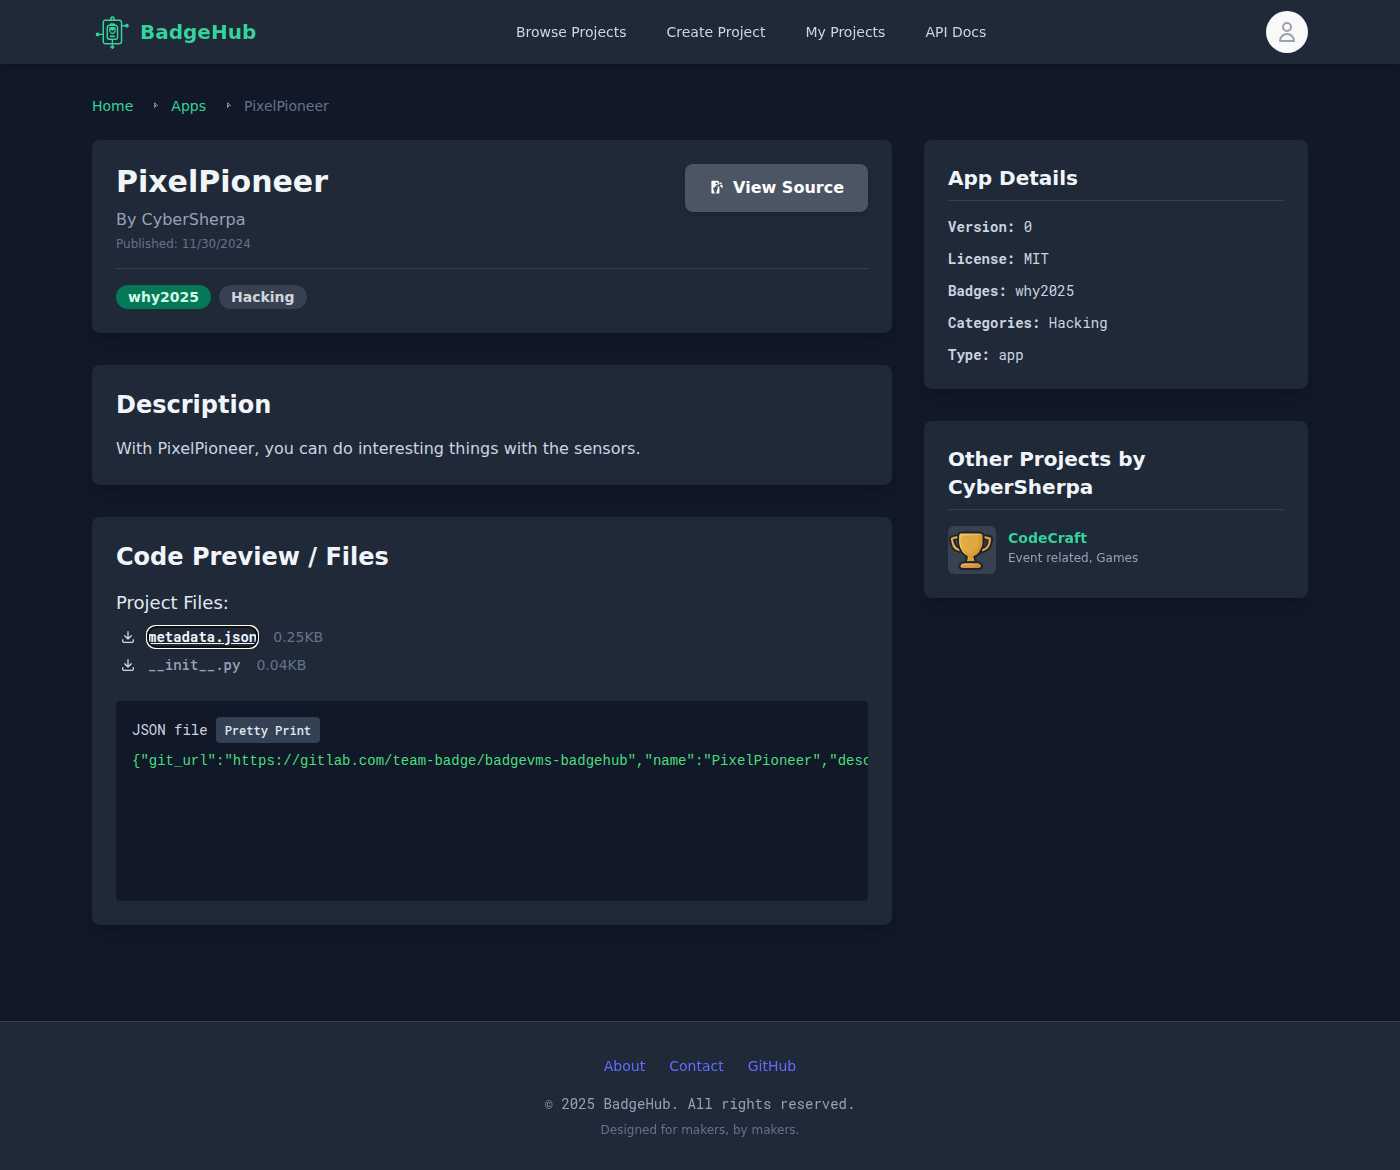 BadgeHub
Browse Projects
Create Project
My Projects
API Docs
Home
Apps
PixelPioneer
PixelPioneer
View Source
By CyberSherpa
Published: 11/30/2024
why2025
Hacking
Description
With PixelPioneer, you can do interesting things with the sensors.
Code Preview / Files
Project Files:
metadata.json 0.25KB
__init__.py 0.04KB
JSON file Pretty Print
{"git_url":"https://gitlab.com/team-badge/badgevms-badgehub","name":"PixelPioneer","desc
App Details
Version: 0
License: MIT
Badges: why2025
Categories: Hacking
Type: app
Other Projects by
CyberSherpa
CodeCraft
Event related, Games
About
Contact
GitHub
© 2025 BadgeHub. All rights reserved.
Designed for makers, by makers.